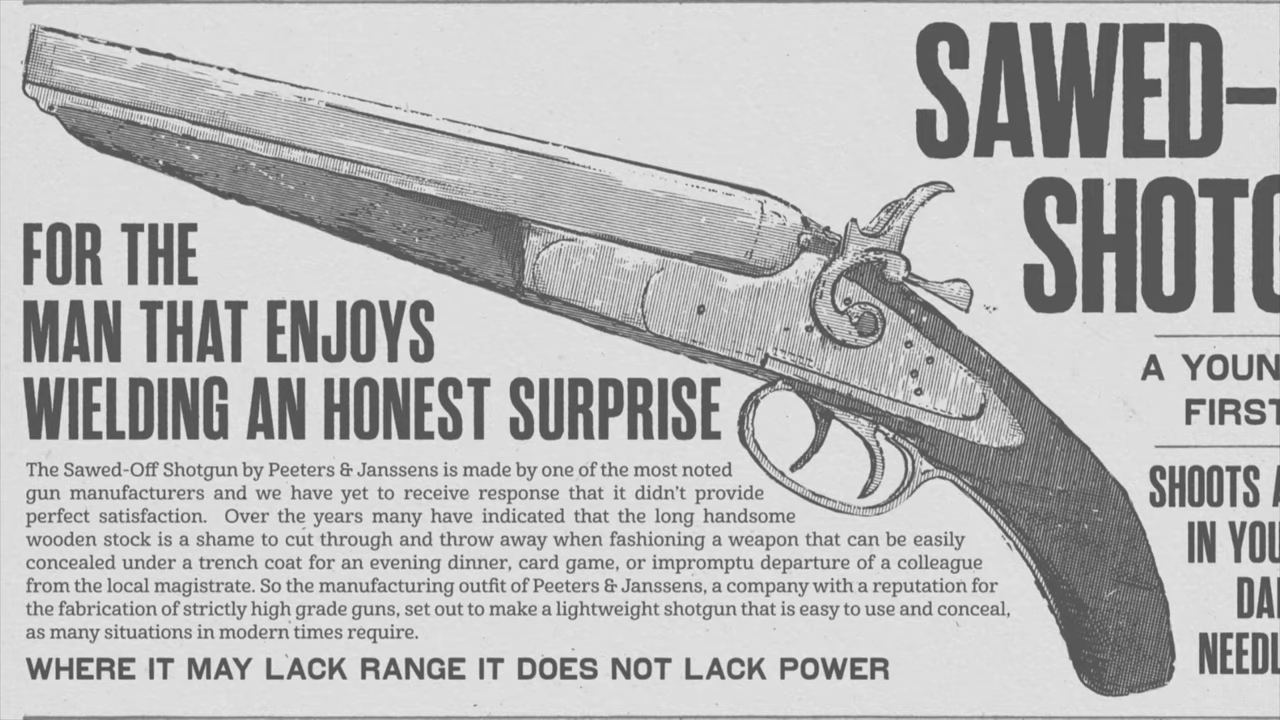 SAWED-
SHOTG
FOR THE
MAN THAT ENJOYS
WIELDING AN HONEST SURPRISE
The Sawed-Off Shotgun by Peeters & Janssens is made by one of the most noted
gun manufacturers and we have yet to receive response that it didn't provide
perfect satisfaction. Over the years many have indicated that the long handsome
wooden stock is a shame to cut through and throw away when fashioning a weapon that can be easily
concealed under a trench coat for an evening dinner, card game, or impromptu departure of a colleague
from the local magistrate. So the manufacturing outfit of Peeters & Janssens, a company with a reputation for
the fabrication of strictly high grade guns, set out to make a lightweight shotgun that is easy to use and conceal,
as many situations in modern times require.
WHERE IT MAY LACK RANGE IT DOES NOT LACK POWER
A YOUN
FIRST
SHOOTS A
IN YOU
DA
NEEDL